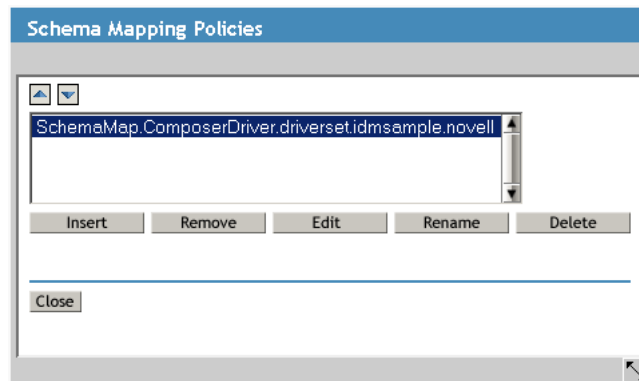 Schema Mapping Policies
SchemaMap.ComposerDriver.driverset.idmsample.novell
Insert Remove Edit Rename Delete
Close